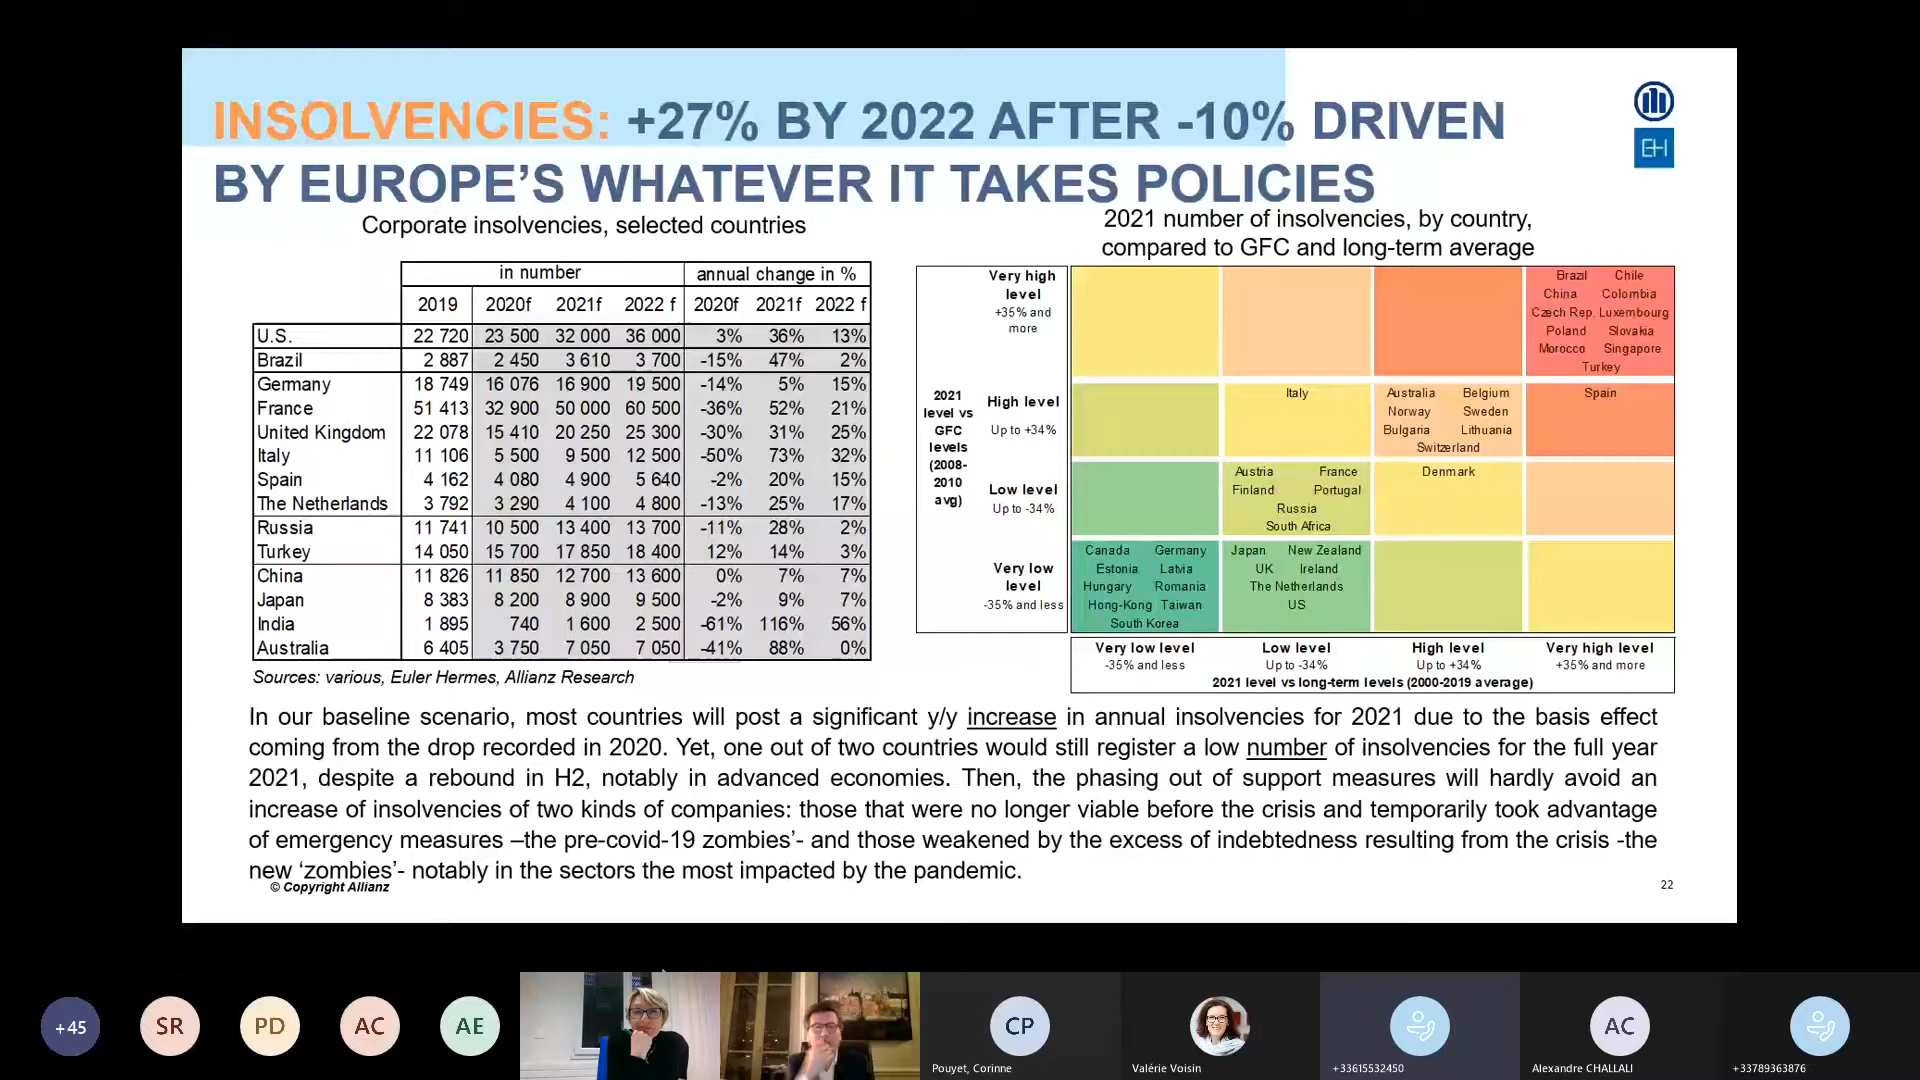 INSOLVENCIES: +27% BY 2022 AFTER -10% DRIVEN
BY EUROPE'S WHATEVER IT TAKES POLICIES
EH
Corporate insolvencies, selected countries
in number annual change in %
2019 2020f 2021f 2022 f 2020f 2021f 2022 f
U.S. 22 720 23 500 32 000 36 000 3% 36% 13%
Brazil 2 887 2 450 3 610 3 700 -15% 47% 2%
Germany 18 749 16 076 16 900 19 500 -14% 5% 15%
France 51 413 32 900 50 000 60 500 -36% 52% 21%
United Kingdom 22 078 15 410 20 250 25 300 -30% 31% 25%
Italy 11 106 5 500 9 500 12 500 -50% 73% 32%
Spain 4 162 4 080 4 900 5 640 -2% 20% 15%
The Netherlands 3 792 3 290 4 100 4 800 -13% 25% 17%
Russia 11 741 10 500 13 400 13 700 -11% 28% 2%
Turkey 14 050 15 700 17 850 18 400 12% 14% 3%
China 11 826 11 850 12 700 13 600 0% 7% 7%
Japan 8 383 8 200 8 900 9 500 -2% 9% 7%
India 1 895 740 1 600 2 500 -61% 116% 56%
Australia 6 405 3 750 7 050 7 050 -41% 88% 0%
Sources: various, Euler Hermes, Allianz Research
2021 number of insolvencies, by country,
compared to GFC and long-term average
2021
level vs
GFC
levels
(2008-
2010
avg)
Very high
level
+35% and
more
Brazil Chile
China Colombia
Czech Rep. Luxembourg
Poland Slovakia
Morocco Singapore
Turkey
High level
Up to +34%
Italy
Australia Belgium
Norway Sweden
Bulgaria Lithuania
Switzerland
Spain
Low level
Up to -34%
Austria France
Finland Portugal
Russia
South Africa
Denmark
Very low
level
-35% and less
Canada Germany
Estonia Latvia
Hungary Romania
Hong-Kong Taiwan
South Korea
Japan New Zealand
UK Ireland
The Netherlands
US
Very low level Low level High level Very high level
-35% and less Up to -34% Up to +34% +35% and more
2021 level vs long-term levels (2000-2019 average)
In our baseline scenario, most countries will post a significant y/y increase in annual insolvencies for 2021 due to the basis effect
coming from the drop recorded in 2020. Yet, one out of two countries would still register a low number of insolvencies for the full year
2021, despite a rebound in H2, notably in advanced economies. Then, the phasing out of support measures will hardly avoid an
increase of insolvencies of two kinds of companies: those that were no longer viable before the crisis and temporarily took advantage
of emergency measures –the pre-covid-19 zombies'- and those weakened by the excess of indebtedness resulting from the crisis -the
new 'zombies'- notably in the sectors the most impacted by the pandemic.
© Copyright Allianz
22
+45 SR PD AC AE CP AC
Pouyet, Corinne Valérie Voisin +33615532450 Alexandre CHALLALI +33789363876